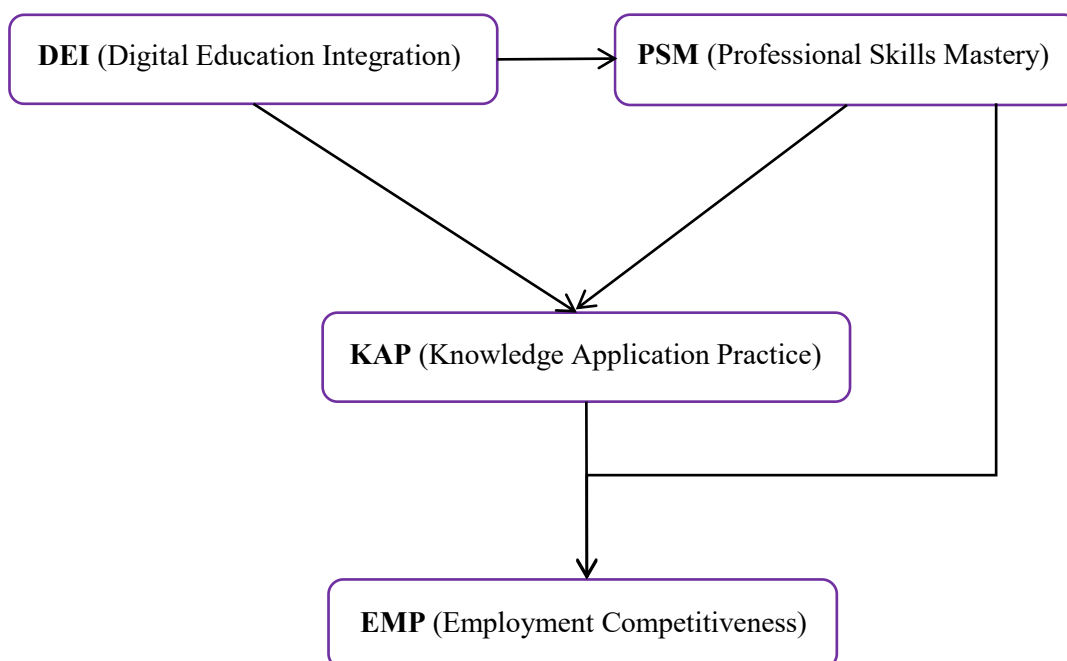 DEI (Digital Education Integration)
PSM (Professional Skills Mastery)
KAP (Knowledge Application Practice)
EMP (Employment Competitiveness)